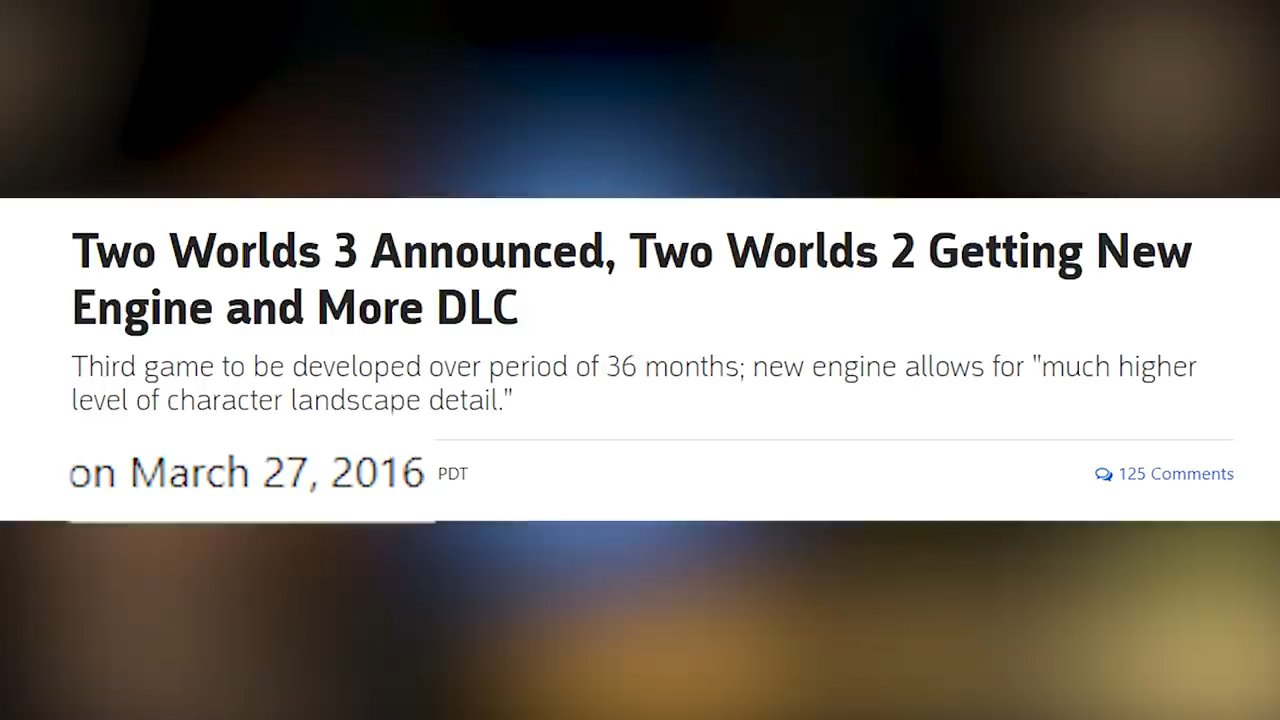 Two Worlds 3 Announced, Two Worlds 2 Getting New
Engine and More DLC
Third game to be developed over period of 36 months; new engine allows for "much higher
level of character landscape detail."
on March 27, 2016 PDT 125 Comments